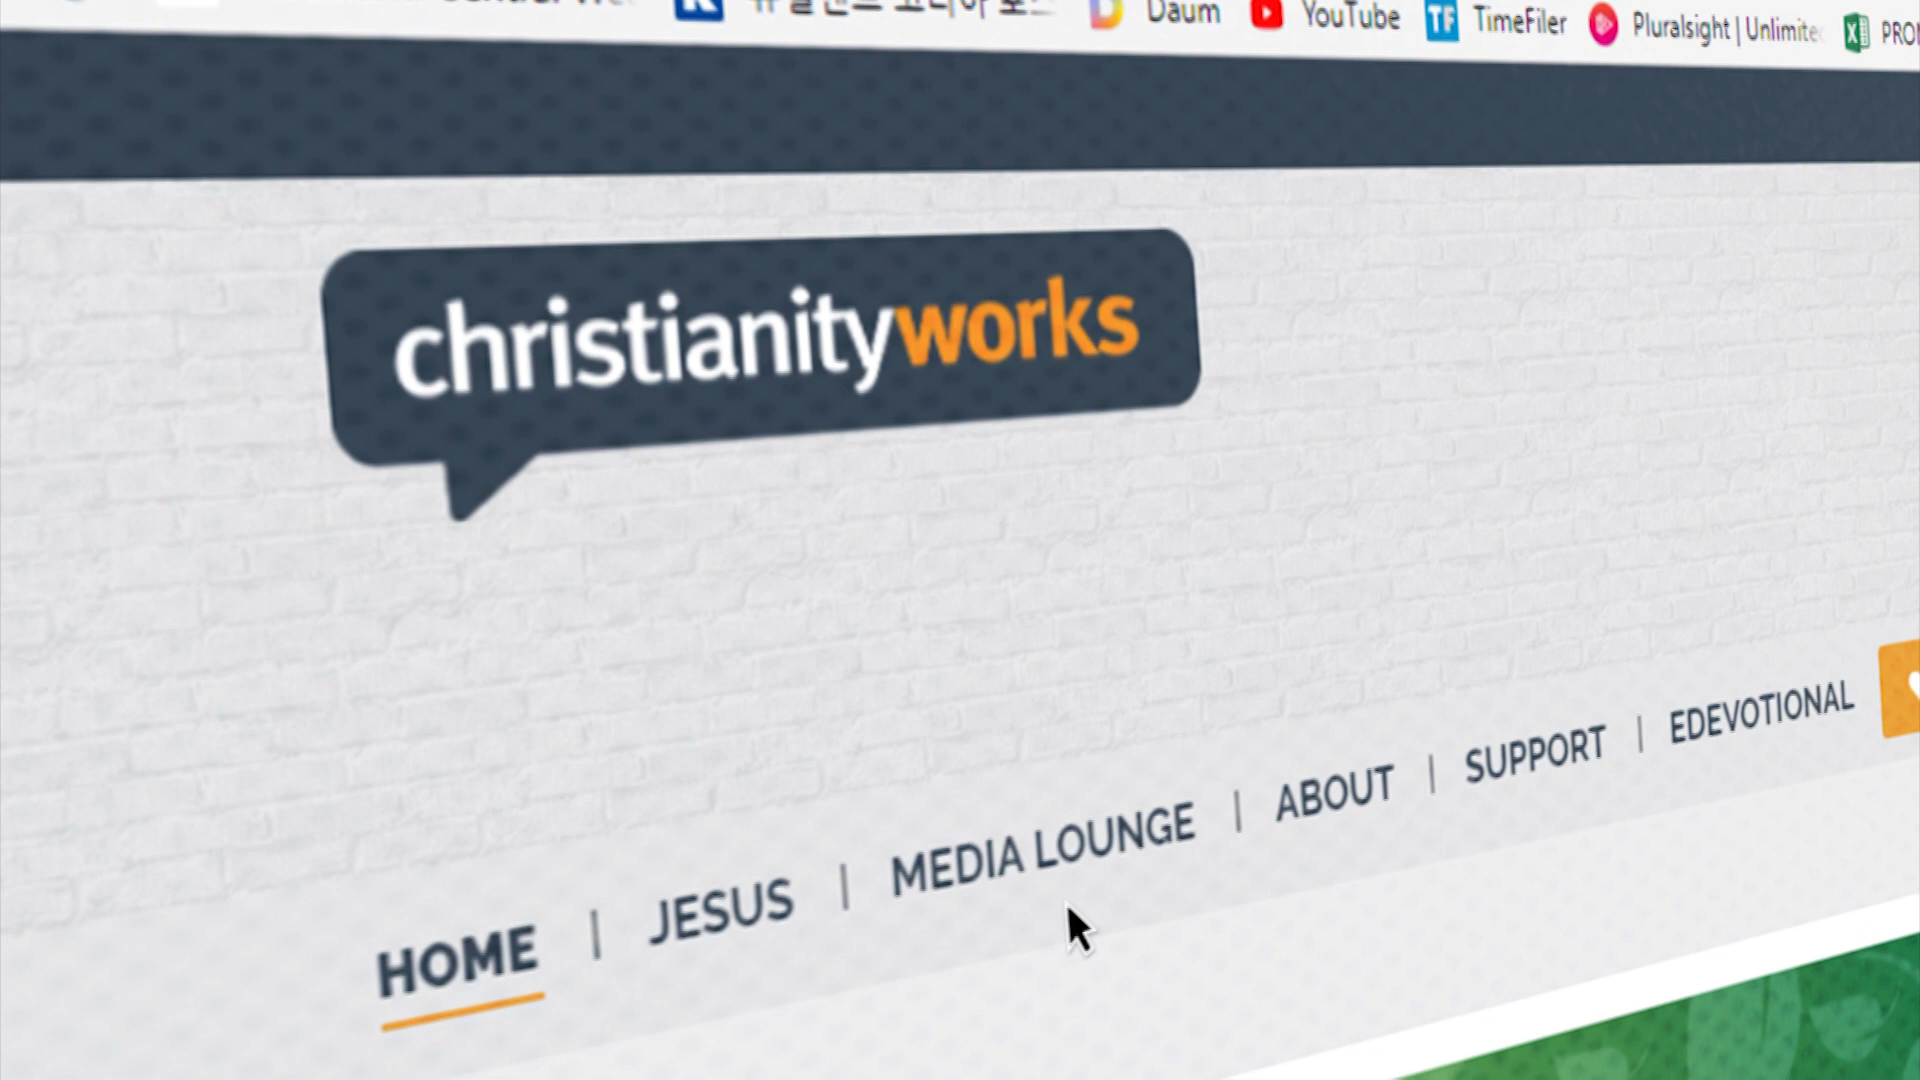 Daum YouTube TimeFiler Pluralsight | Unlimite
christianityworks
HOME | JESUS | MEDIA LOUNGE | ABOUT | SUPPORT | EDEVOTIONAL